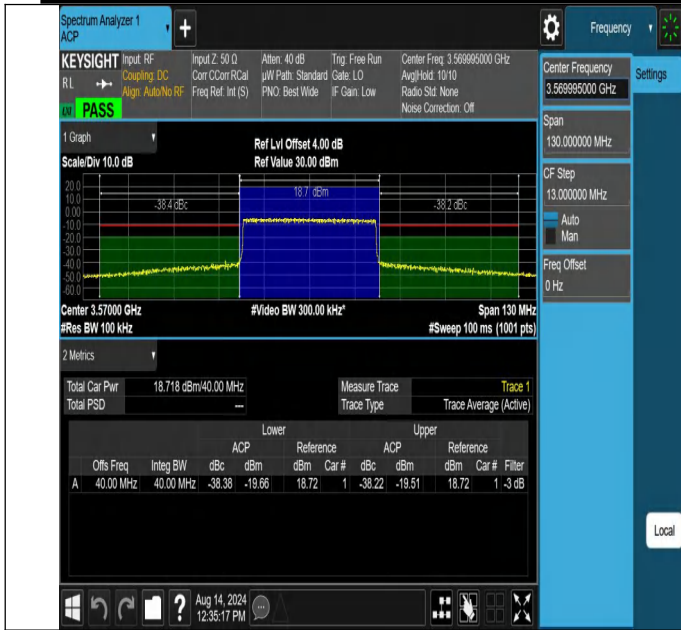 Spectrum Analyzer 1
ACP
+
Frequency
KEYSIGHT Input: RF Input Z: 50 Ω Atten: 40 dB Trig: Free Run Center Freq: 3.569995000 GHz
Coupling: DC Corr CCorr RCal µW Path: Standard Gate: LO Avg|Hold: 10/10
RL Align: Auto/No RF Freq Ref: Int (S) PNO: Best Wide IF Gain: Low Radio Std: None
Noise Correction: Off
PASS
Center Frequency
3.569995000 GHz
Settings
Span
130.000000 MHz
CF Step
13.000000 MHz
Auto
Man
Freq Offset
0 Hz
Local
1 Graph
Ref Lvl Offset 4.00 dB
Scale/Div 10.0 dB Ref Value 30.00 dBm
20.0
10.0
0.00
-10.0
-20.0
-30.0
-40.0
-50.0
-60.0
-38.4 dBc 18.7 dBm -38.2 dBc
Center 3.57000 GHz #Video BW 300.00 kHz* Span 130 MHz
#Res BW 100 kHz #Sweep 100 ms (1001 pts)
2 Metrics
Total Car Pwr 18.718 dBm/40.00 MHz Measure Trace Trace 1
Total PSD --- Trace Type Trace Average (Active)
Lower Upper
ACP Reference ACP Reference
Offs Freq Integ BW dBc dBm dBm Car # dBc dBm dBm Car # Filter
A 40.00 MHz 40.00 MHz -38.38 -19.66 18.72 1 -38.22 -19.51 18.72 1 -3 dB
? Aug 14, 2024
12:35:17 PM